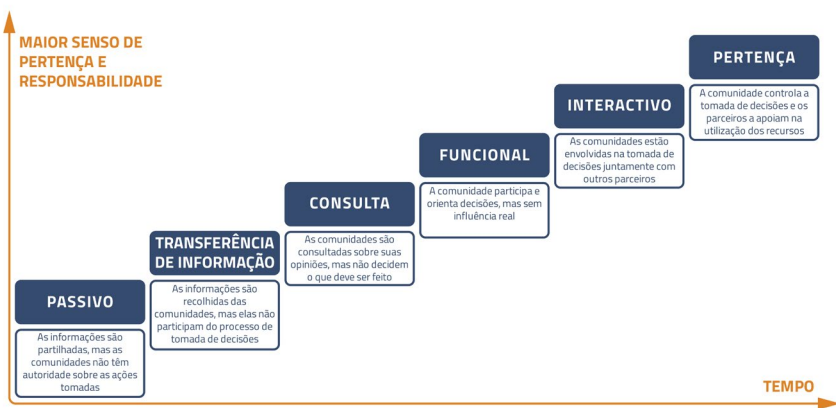 MAIOR SENSO DE
PERTENÇA E
RESPONSABILIDADE
PERTENÇA
A comunidade controla a
tomada de decisões e os
parceiros a apoiam na
utilização dos recursos
INTERACTIVO
As comunidades estão
envolvidas na tomada de
decisões juntamente com
outros parceiros
FUNCIONAL
A comunidade participa e
orienta decisões, mas sem
influência real
CONSULTA
As comunidades são
consultadas sobre suas
opiniões, mas não decidem
o que deve ser feito
TRANSFERÊNCIA
DE INFORMAÇÃO
As informações são
recolhidas das
comunidades, mas elas não
participam do processo de
tomada de decisões
PASSIVO
As informações são
partilhadas, mas as
comunidades não têm
autoridade sobre as ações
tomadas
TEMPO